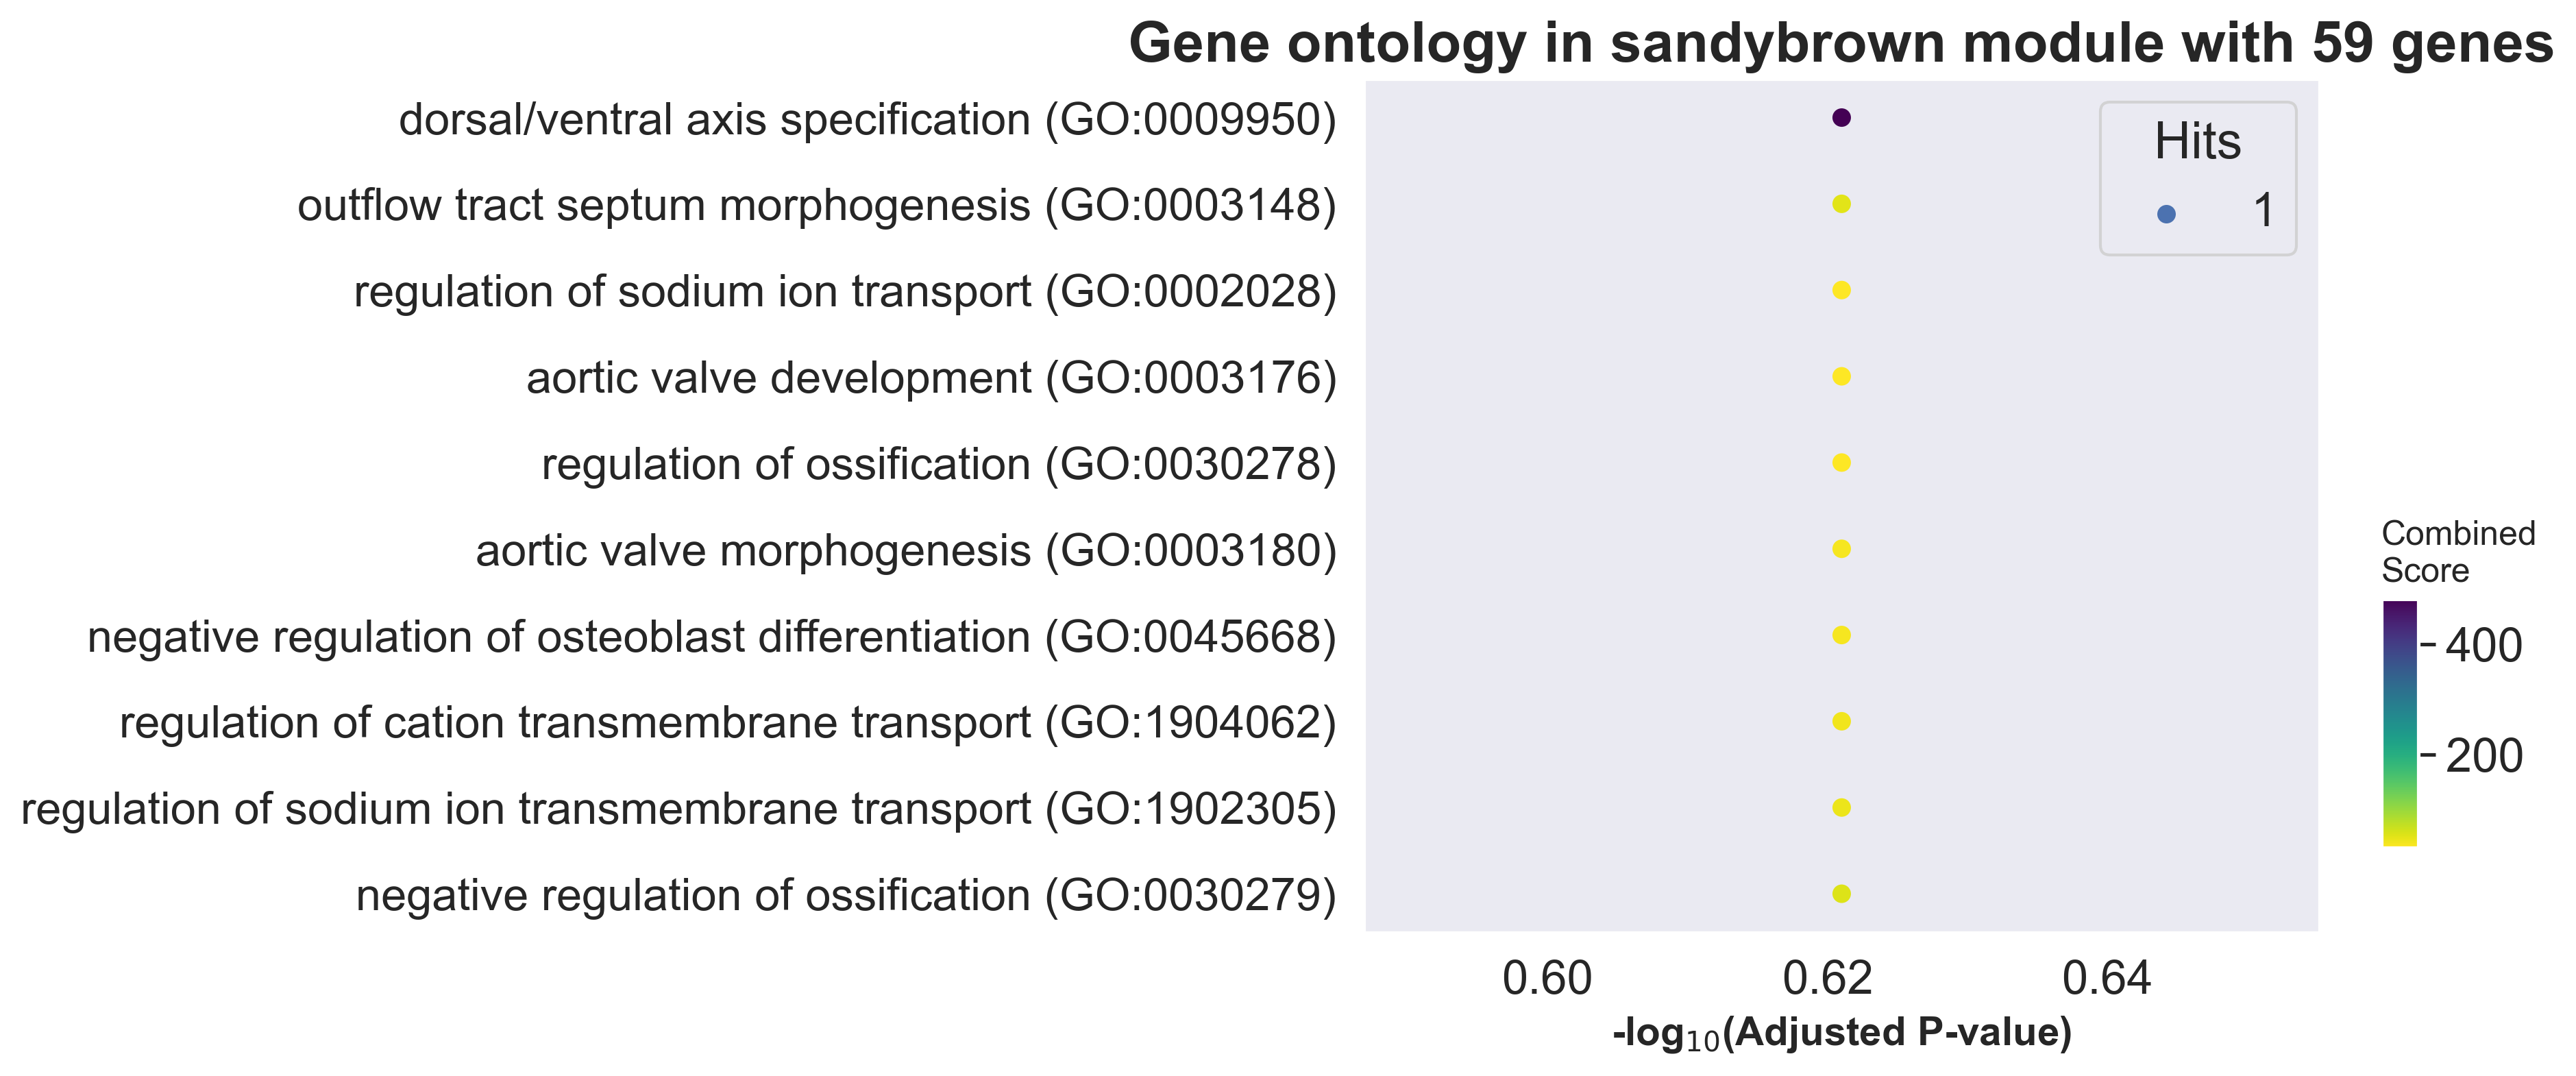 Gene ontology in sandybrown module with 59 genes
dorsal/ventral axis specification (GO:0009950)
outflow tract septum morphogenesis (GO:0003148)
regulation of sodium ion transport (GO:0002028)
aortic valve development (GO:0003176)
regulation of ossification (GO:0030278)
aortic valve morphogenesis (GO:0003180)
negative regulation of osteoblast differentiation (GO:0045668)
regulation of cation transmembrane transport (GO:1904062)
regulation of sodium ion transmembrane transport (GO:1902305)
negative regulation of ossification (GO:0030279)
Hits
1
Combined
Score
400
200
0.60 0.62 0.64
-log₁₀(Adjusted P-value)